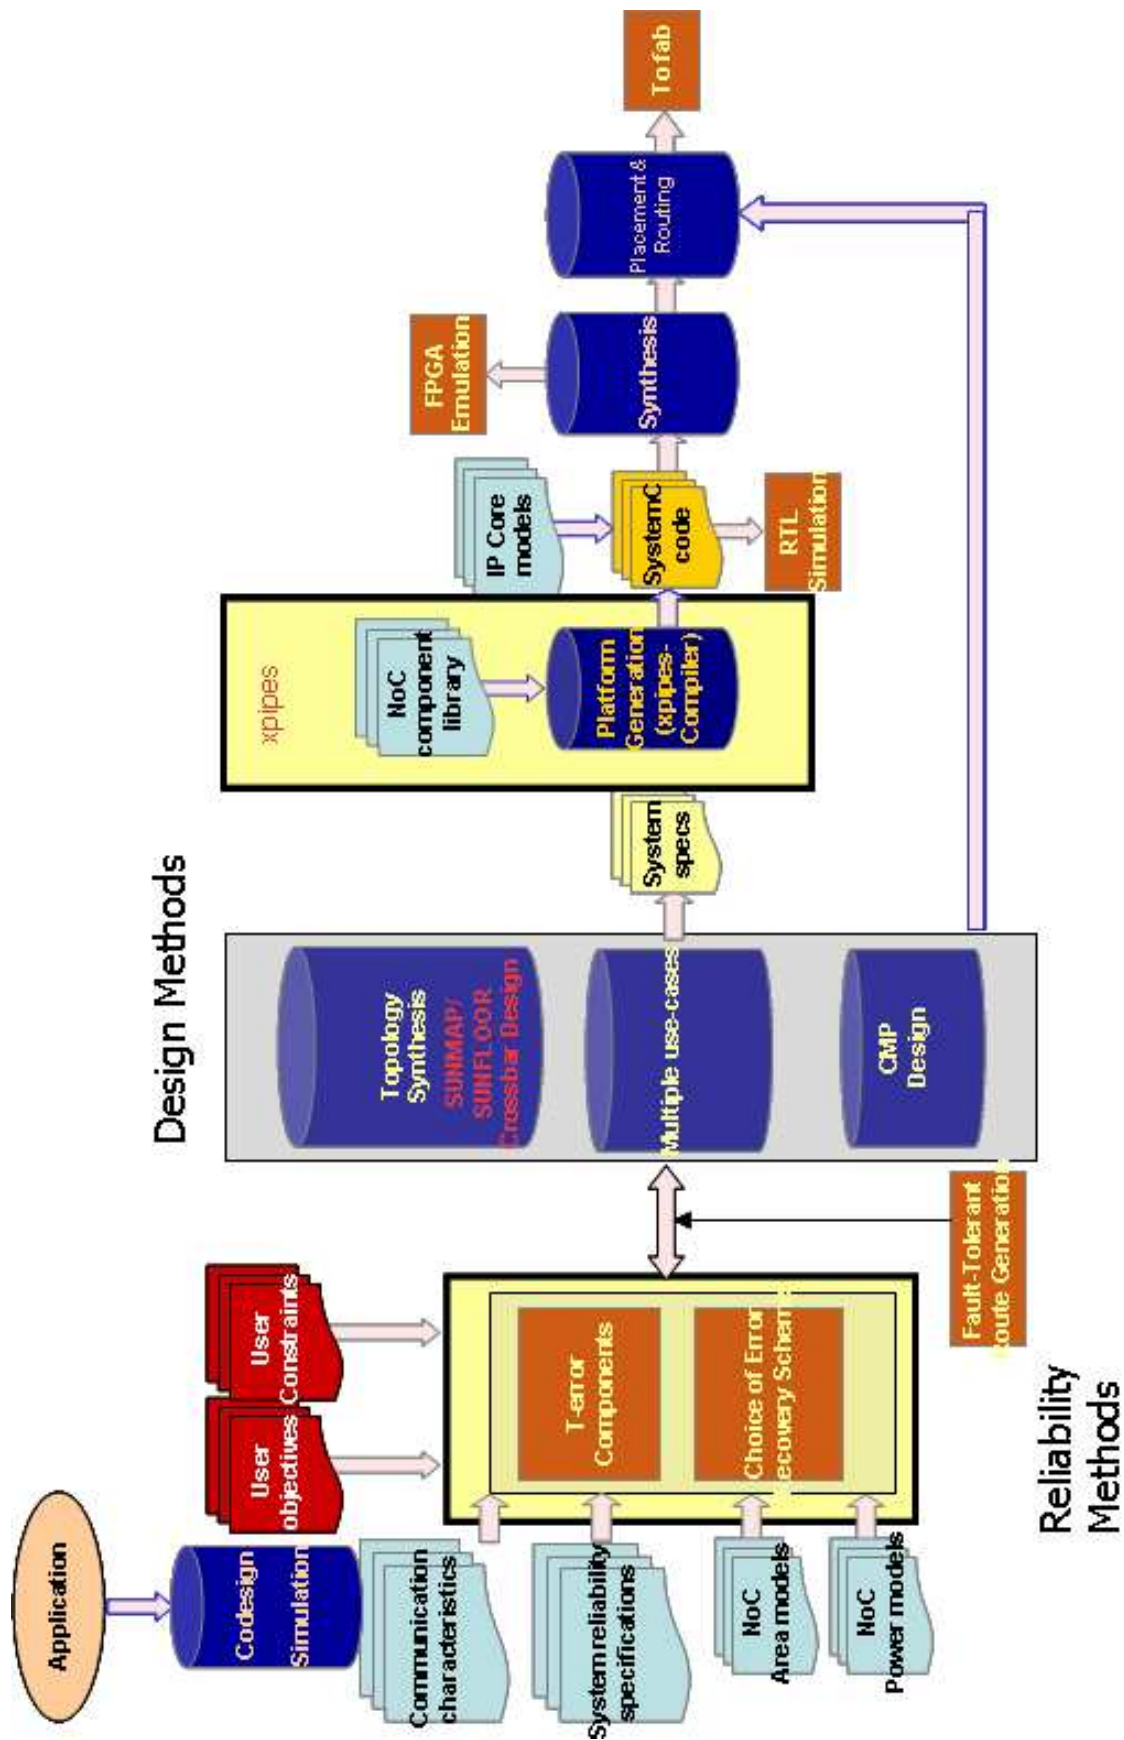 Application
Codesign
Simulation
Communication
characteristics
System reliability
specifications
NoC
Area models
NoC
Power models
User
objectives
User
Constraints
T-error
Components
Choice of Error
ecovery Schem
Reliability
Methods
Fault-Tolerant
oute Generation
Design Methods
Topology
Synthesis
SUNMAP/
SUNFLOOR
Crossbar Design
Multiple use-cases
CMP
Design
System
specs
xpipes
NoC
component
library
Platform
Generation
(xpipes-
Compiler)
IP Core
models
SystemC
code
RTL
Simulation
FPGA
Emulation
Synthesis
Placement &
Routing
To fab